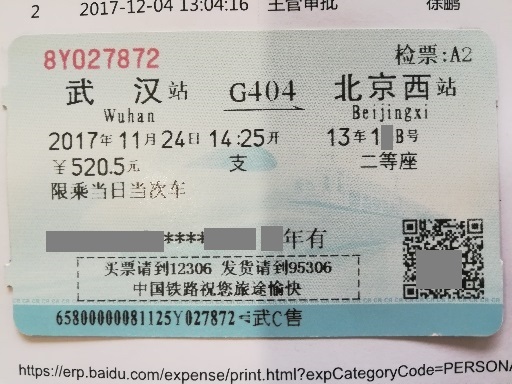 2 2017-12-04 13:04:16 主管审批 徐鹏
8Y027872 检票:A2
武汉站 G404 北京西站
Wuhan Beijingxi
2017年11月24日 14:25开 13车1 B号
￥520.5元 支 二等座
限乘当日当次车
**** 年有
买票请到12306 发货请到95306
中国铁路祝您旅途愉快
65800000081125Y027872 武C售
https://erp.baidu.com/expense/print.html?expCategoryCode=PERSONA